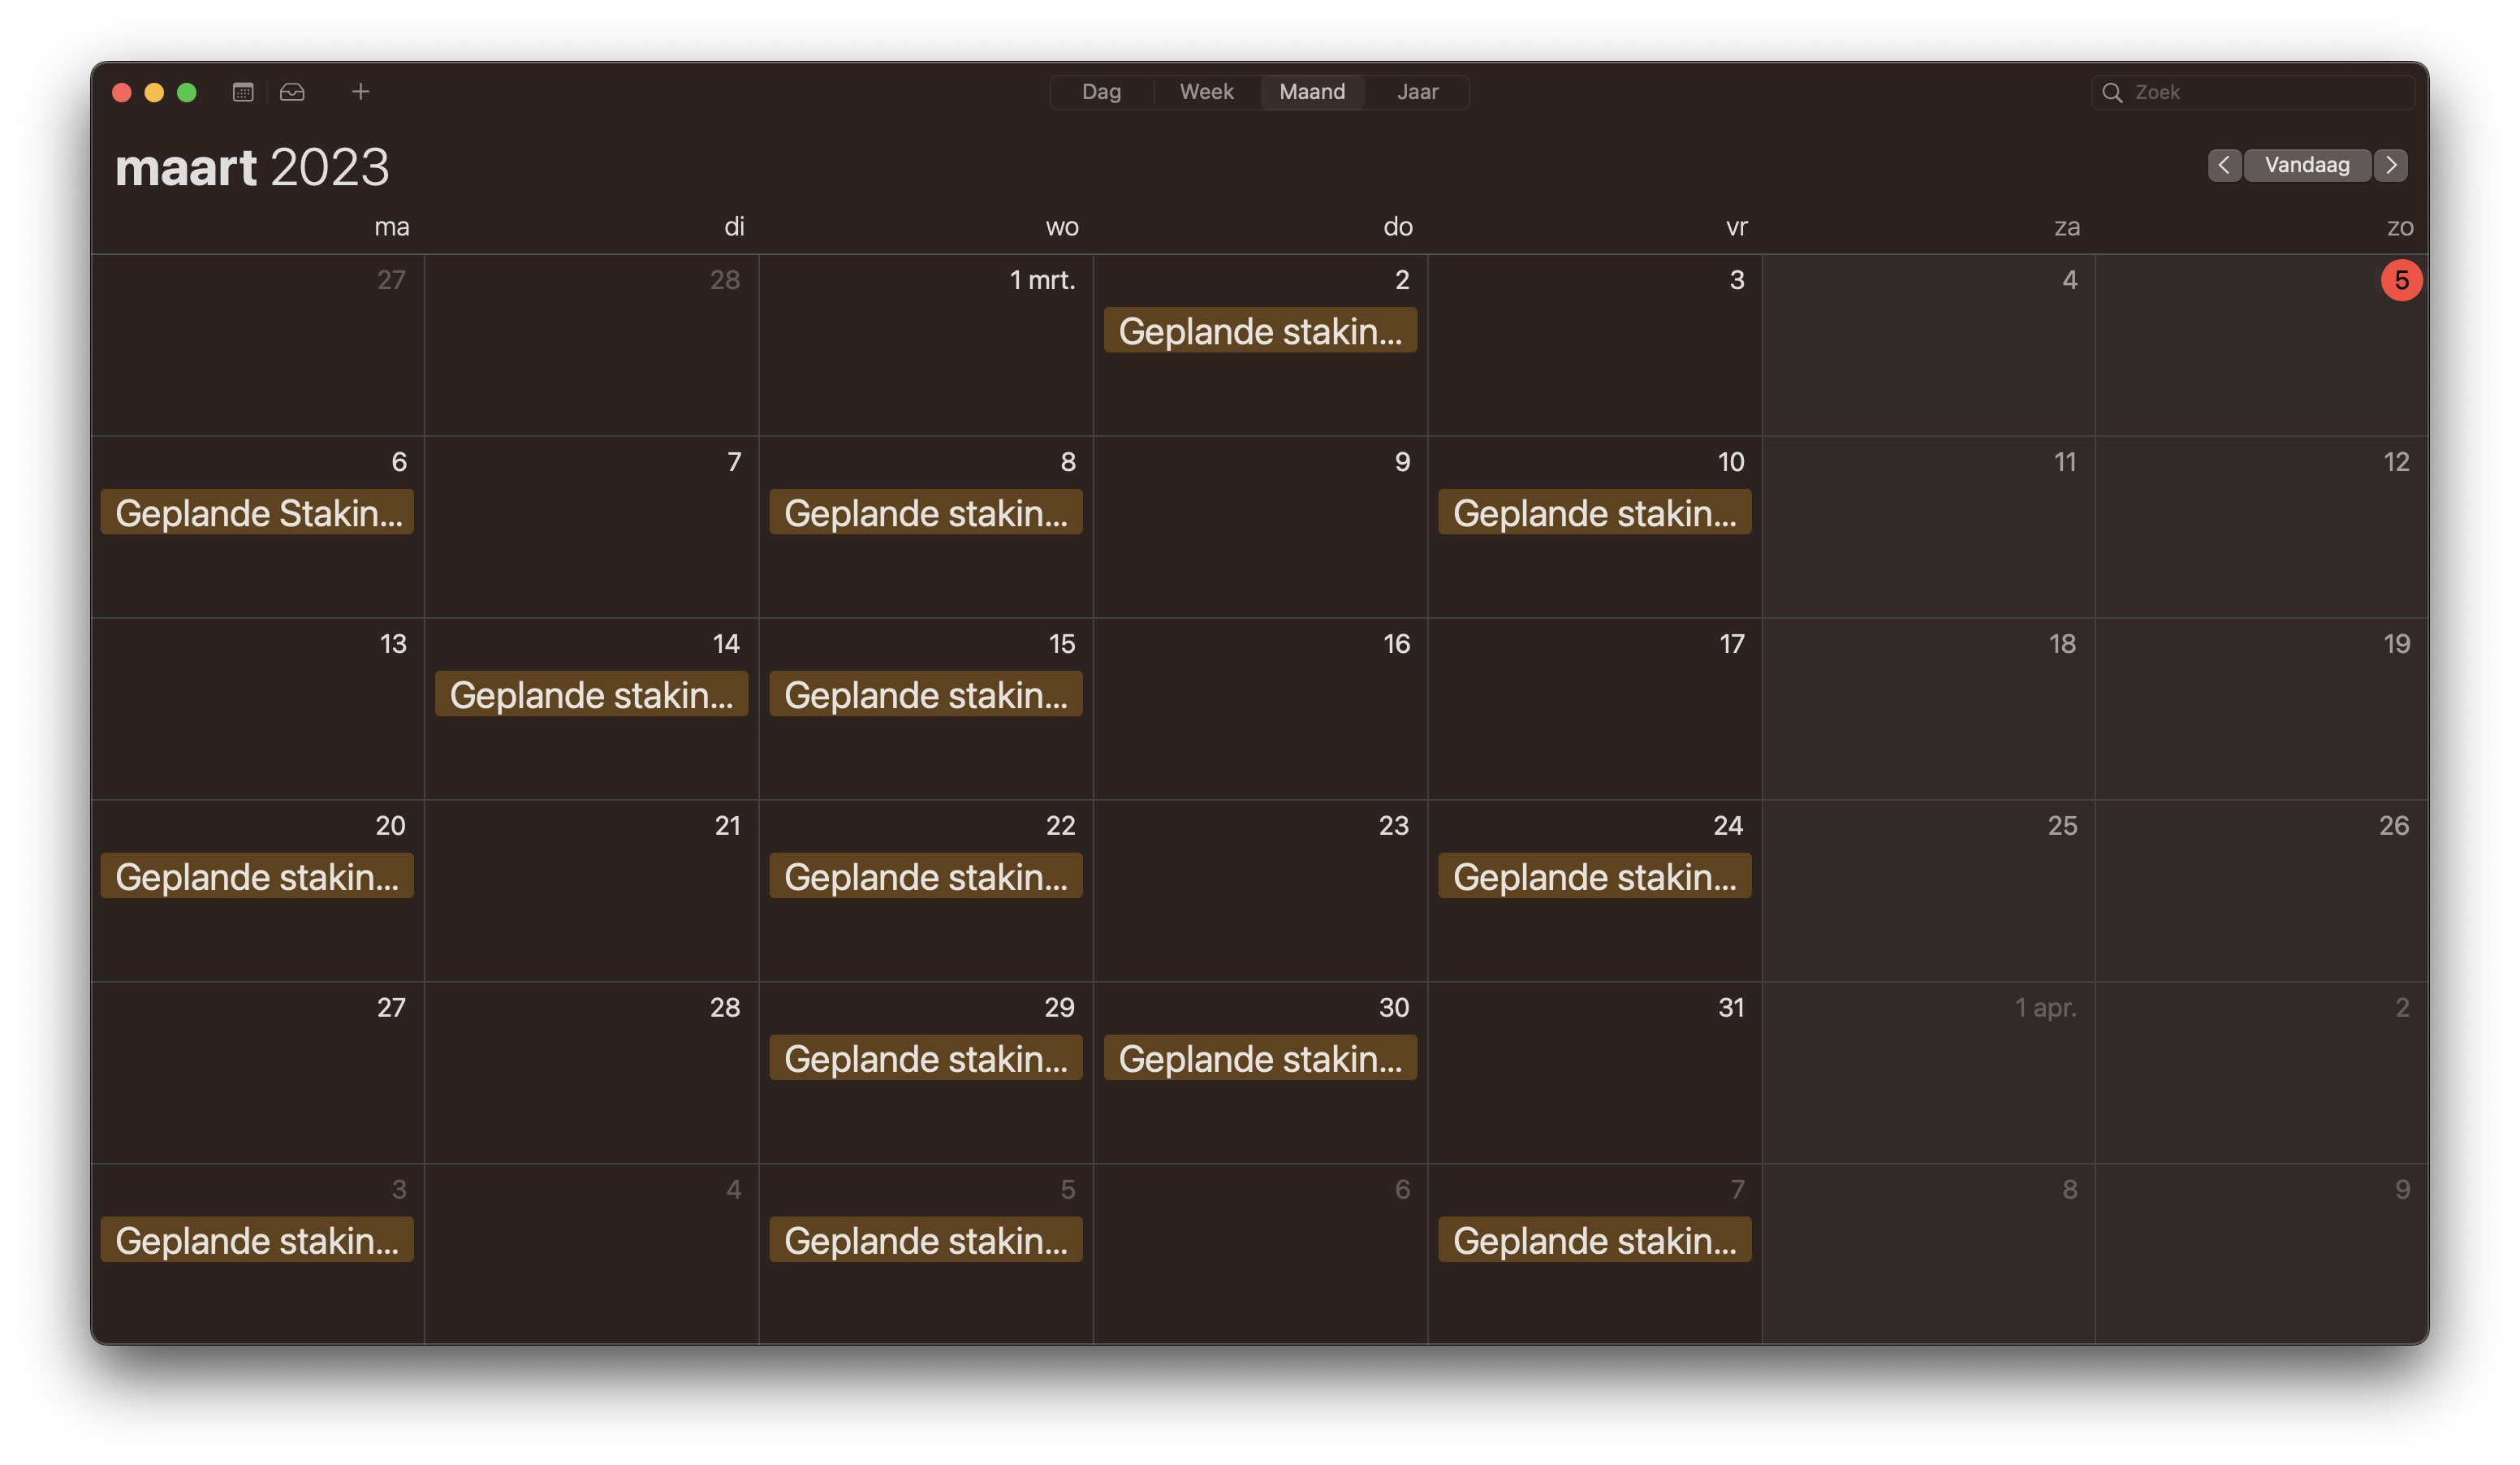 Dag Week Maand Jaar Zoek
maart 2023 Vandaag
ma di wo do vr za zo
27 28 1 mrt. 2 3 4 5
Geplande stakin...
6 7 8 9 10 11 12
Geplande Stakin... Geplande stakin... Geplande stakin...
13 14 15 16 17 18 19
Geplande stakin... Geplande stakin...
20 21 22 23 24 25 26
Geplande stakin... Geplande stakin... Geplande stakin...
27 28 29 30 31 1 apr. 2
Geplande stakin... Geplande stakin...
3 4 5 6 7 8 9
Geplande stakin... Geplande stakin... Geplande stakin...